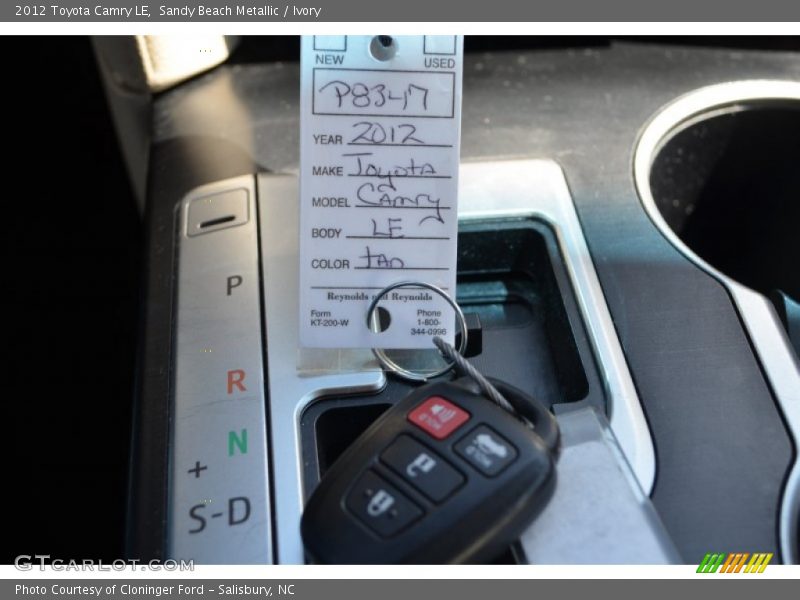 2012 Toyota Camry LE, Sandy Beach Metallic / Ivory
NEW USED
P8347
YEAR 2012
MAKE Toyota
MODEL Camry
BODY LE
COLOR tan
Reynolds and Reynolds
Form Phone
KT-200-W 1-800-
344-0996
P
R
N
+
S-D
GTCarlot.com
Photo Courtesy of Cloninger Ford - Salisbury, NC